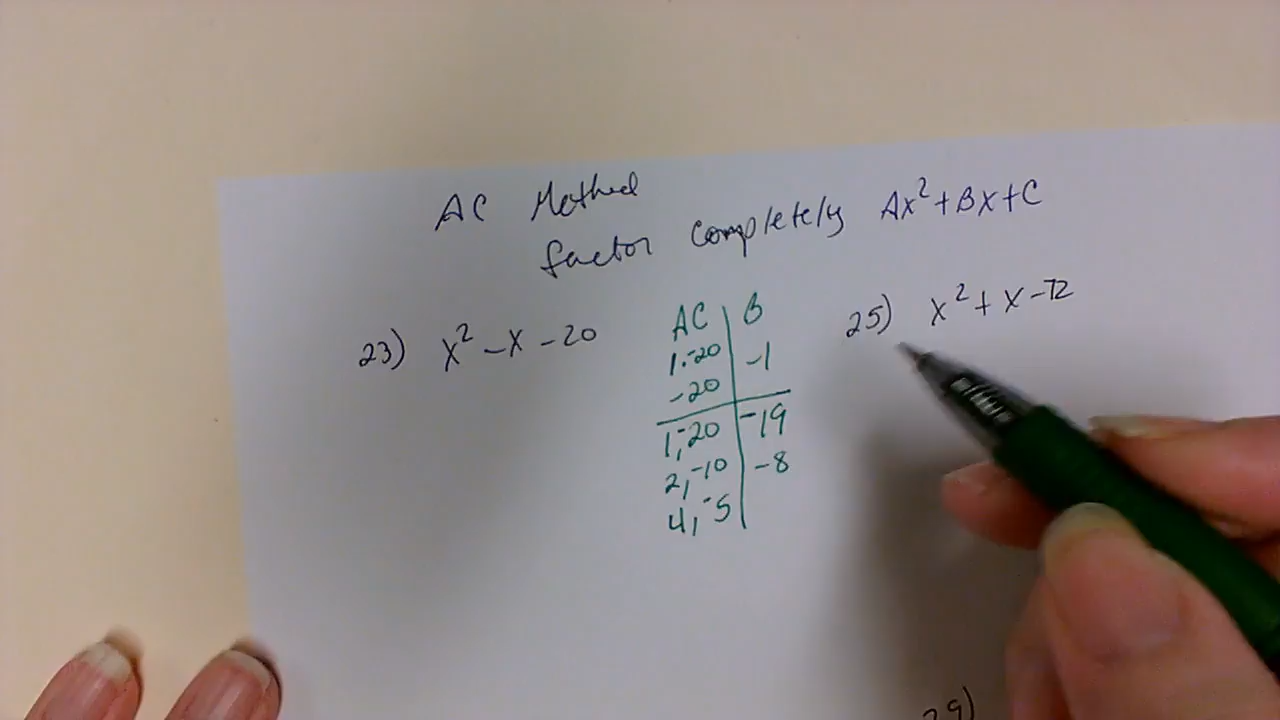 AC Method
factor completely Ax²+Bx+C
23) x² - x - 20
AC | B
1·-20 | -1
-20
1, -20 | -19
2, -10 | -8
4, -5
25) x² + x - 72
29)